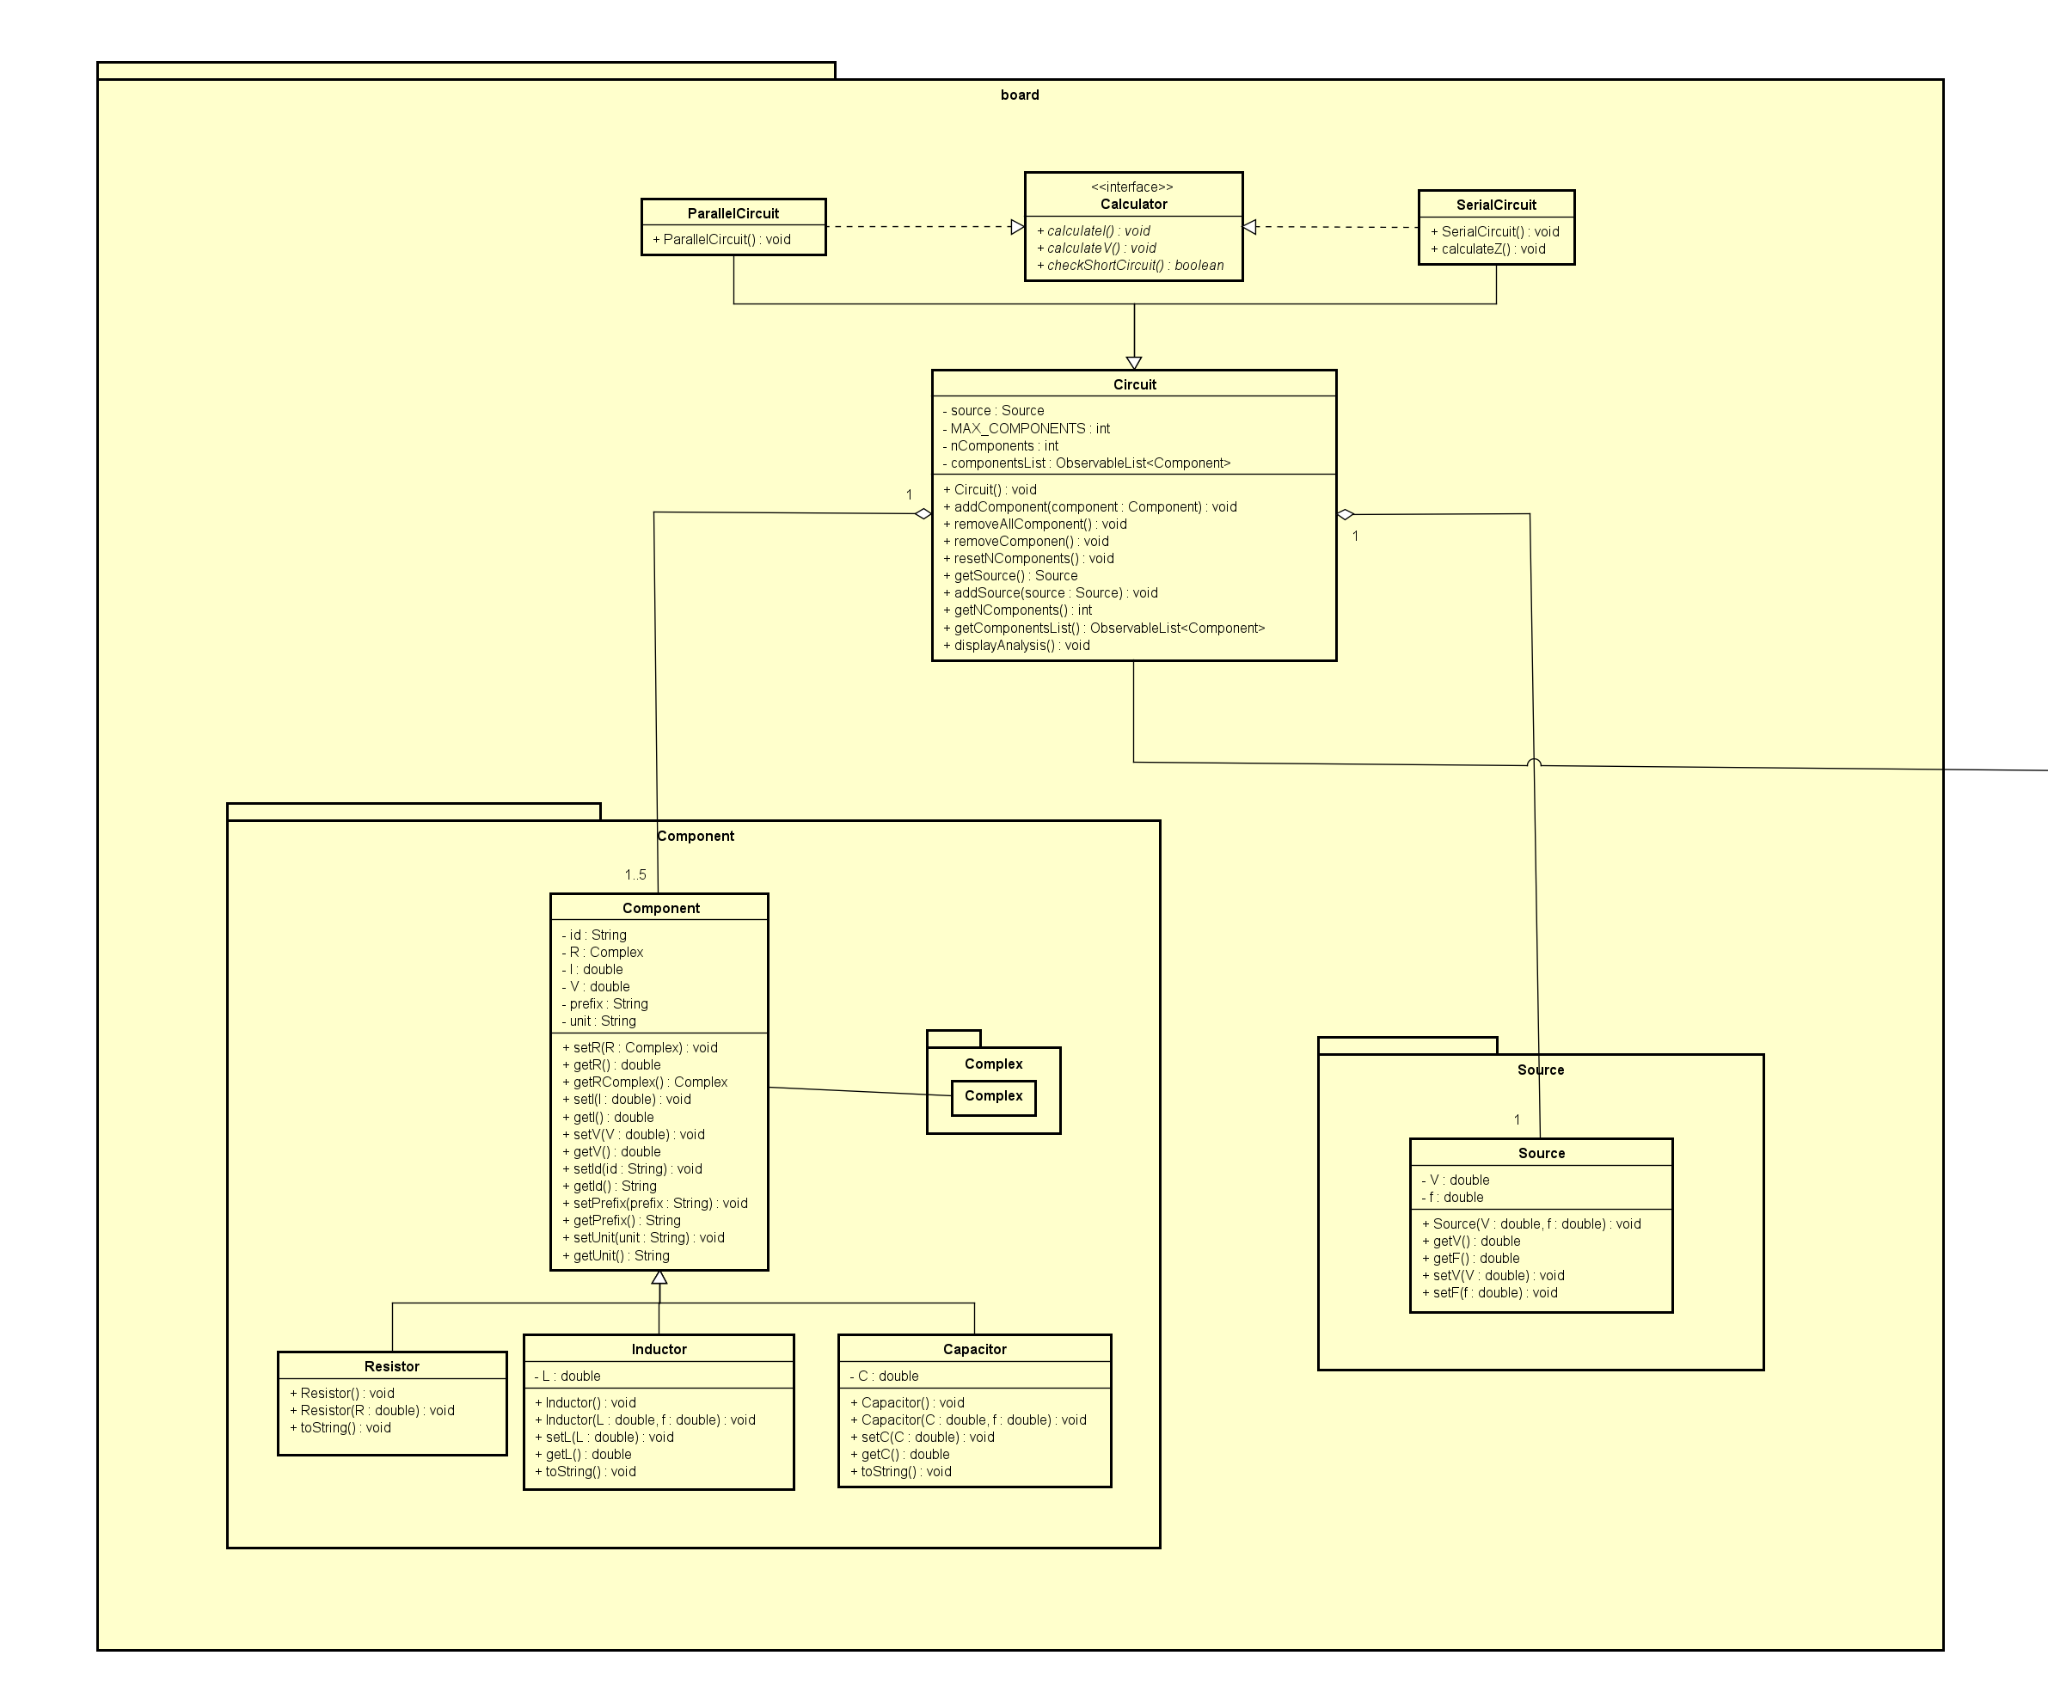 board
ParallelCircuit
+ ParallelCircuit() : void
<<interface>>
Calculator
+ calculateI() : void
+ calculateV() : void
+ checkShortCircuit() : boolean
SerialCircuit
+ SerialCircuit() : void
+ calculateZ() : void
Circuit
- source : Source
- MAX_COMPONENTS : int
- nComponents : int
- componentsList : ObservableList<Component>
+ Circuit() : void
+ addComponent(component : Component) : void
+ removeAllComponent() : void
+ removeComponen() : void
+ resetNComponents() : void
+ getSource() : Source
+ addSource(source : Source) : void
+ getNComponents() : int
+ getComponentsList() : ObservableList<Component>
+ displayAnalysis() : void
1
1
Component
1..5
Component
- id : String
- R : Complex
- I : double
- V : double
- prefix : String
- unit : String
+ setR(R : Complex) : void
+ getR() : double
+ getRComplex() : Complex
+ setI(I : double) : void
+ getI() : double
+ setV(V : double) : void
+ getV() : double
+ setId(id : String) : void
+ getId() : String
+ setPrefix(prefix : String) : void
+ getPrefix() : String
+ setUnit(unit : String) : void
+ getUnit() : String
Complex
Complex
Resistor
+ Resistor() : void
+ Resistor(R : double) : void
+ toString() : void
Inductor
- L : double
+ Inductor() : void
+ Inductor(L : double, f : double) : void
+ setL(L : double) : void
+ getL() : double
+ toString() : void
Capacitor
- C : double
+ Capacitor() : void
+ Capacitor(C : double, f : double) : void
+ setC(C : double) : void
+ getC() : double
+ toString() : void
Source
1
Source
- V : double
- f : double
+ Source(V : double, f : double) : void
+ getV() : double
+ getF() : double
+ setV(V : double) : void
+ setF(f : double) : void